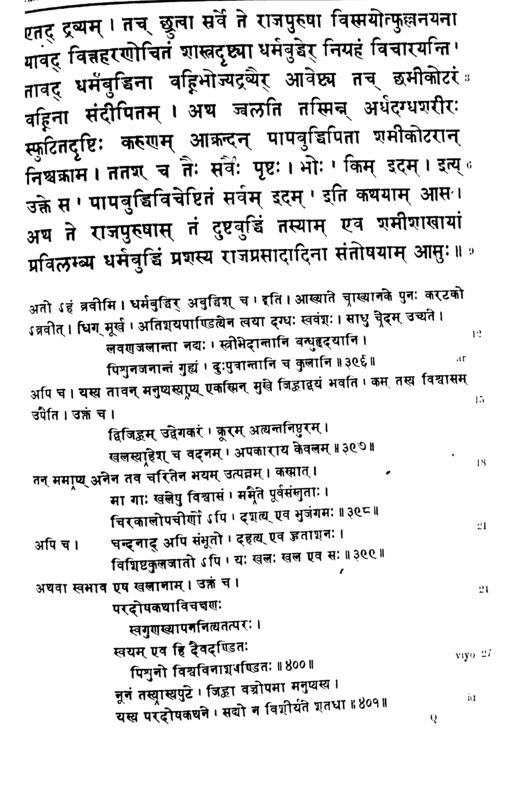 एतद् द्रव्यम् । तच् छ्रुत्वा सर्वे ते राजपुरुषा विस्मयोत्फुल्लनयना
यावद् वित्तहरणोचितं शास्त्रदृष्ट्या धर्मबुद्धेर् निग्रहं विचारयन्ति ।
तावद् धर्मबुद्धिना वह्निभोज्यद्रव्यैर् आवेष्ट्य तच् छमीकोटरं 3
वह्निना संदीपितम् । अथ ज्वलति तस्मिन्न् अर्धदग्धशरीरः
स्फुटितदृष्टिः करुणम् आक्रन्दन् पापबुद्धिपिता शमीकोटरान्
निश्चक्राम । ततश् च तैः सर्वैः पृष्टः । भोः ' किम् इदम् । इत्य् 6
उक्ते स ' पापबुद्धिविचेष्टितं सर्वम् इदम् ' इति कथयाम् आस ।
अथ ते राजपुरुषास् तं दुष्टबुद्धिं तस्याम् एव शमीशाखायां
प्रविलम्ब्य धर्मबुद्धिं प्रशस्य राजप्रसादादिना संतोषयाम् आसुः ॥ 9
अतो ऽहं ब्रवीमि । धर्मबुद्धिर् अबुद्धिश् च ' इति । आख्याते चाख्यानके पुनः करटको
ऽब्रवीत् । धिग् मूर्ख ' अतिशयपाण्डित्येन त्वया दग्धः स्ववंशः । साधु चेदम् उच्यते ।
लवणजलान्ता नद्यः । स्त्रीभेदान्तानि बन्धुहृदयानि । 12
पिशुनजनान्तं गुह्यं । दुःपुत्रान्तानि च कुलानि ॥ ३९६ ॥ ar
अपि च । यस्य तावन् मनुष्यस्याप्य् एकस्मिन् मुखे जिह्वाद्वयं भवति । कस् तस्य विश्वासम्
उपैति । उक्तं च । 15
द्विजिह्वम् उद्वेगकरं ' क्रूरम् अत्यन्तनिष्ठुरम् ।
खलस्याहेश् च वदनम् ' अपकाराय केवलम् ॥ ३९७ ॥
तन् ममाप्य् अनेन तव चरितेन भयम् उत्पन्नम् । कस्मात् । 18
मा गाः खलेषु विश्वासं ' ममैते पूर्वसंस्तुताः ।
चिरकालोपचीर्णो ऽपि ' दशत्य् एव भुजंगमः ॥ ३९८ ॥
अपि च । चन्दनाद् अपि संभूतो ' दहत्य् एव हुताशनः । 21
विशिष्टकुलजातो ऽपि ' यः खलः खल एव सः ॥ ३९९ ॥
अथवा स्वभाव एष खलानाम् । उक्तं च ।
परदोषकथाविचक्षणः 24
स्वगुणख्यापननित्यतत्परः ।
स्वयम् एव हि दैवदण्डितः
पिशुनो विश्वविनाशपण्डितः ॥ ४०० ॥ viyo 27
नूनं तस्यास्यपुटे ' जिह्वा वज्रोपमा मनुष्यस्य ।
यस्य परदोषकथने ' सद्यो न विशीर्यते शतधा ॥ ४०१ ॥ ār
Q